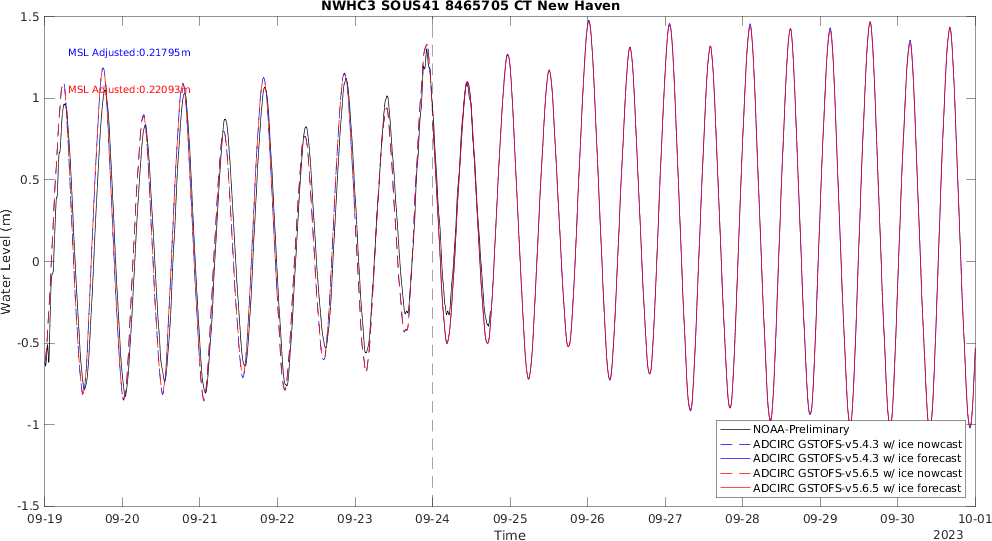 NWHC3 SOUS41 8465705 CT New Haven
MSL Adjusted:0.21795m
MSL Adjusted:0.22093m
Water Level (m)
1.5
1
0.5
0
-0.5
-1
-1.5
NOAA-Preliminary
ADCIRC GSTOFS-v5.4.3 w/ ice nowcast
ADCIRC GSTOFS-v5.4.3 w/ ice forecast
ADCIRC GSTOFS-v5.6.5 w/ ice nowcast
ADCIRC GSTOFS-v5.6.5 w/ ice forecast
09-19 09-20 09-21 09-22 09-23 09-24 09-25 09-26 09-27 09-28 09-29 09-30 10-01
Time
2023